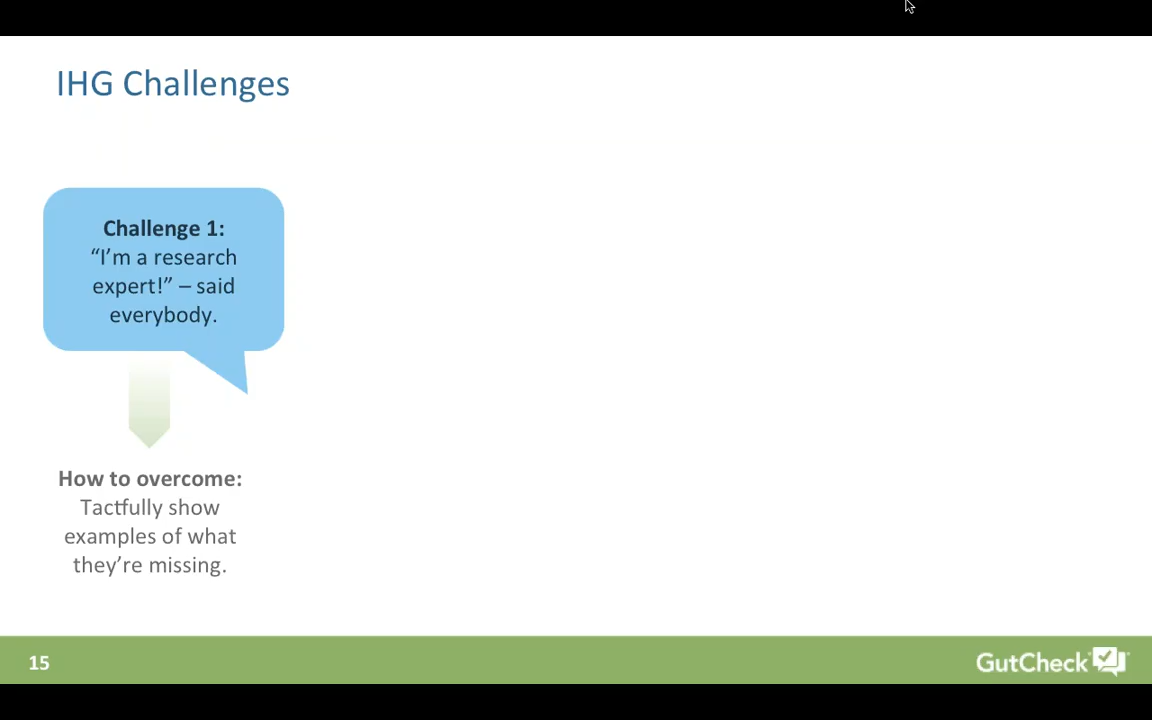 IHG Challenges
Challenge 1:
“I’m a research
expert!” – said
everybody.
How to overcome:
Tactfully show
examples of what
they’re missing.
15
GutCheck